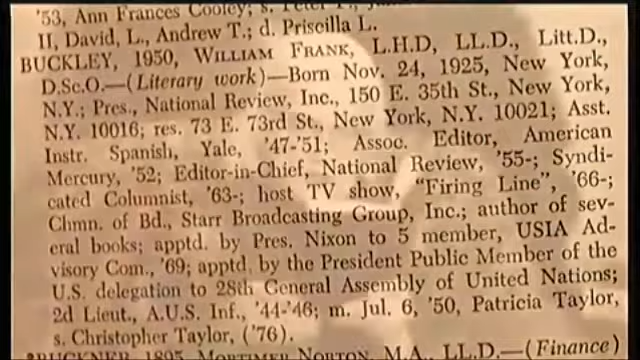 '53, Ann Frances Cooley; s. Peter
II, David, L., Andrew T.; d. Priscilla L.
BUCKLEY, 1950, WILLIAM FRANK, L.H.D, LL.D., Litt.D.,
D.Sc.O.—(Literary work)—Born Nov. 24, 1925, New York,
N.Y.; Pres., National Review, Inc., 150 E. 35th St., New York,
N.Y. 10016; res. 73 E. 73rd St., New York, N.Y. 10021; Asst.
Instr. Spanish, Yale, '47-'51; Assoc. Editor, American
Mercury, '52; Editor-in-Chief, National Review, '55-; Syndi-
cated Columnist, '63-; host TV show, "Firing Line", '66-;
Chmn. of Bd., Starr Broadcasting Group, Inc.; author of sev-
eral books; apptd. by Pres. Nixon to 5 member, USIA Ad-
visory Com., '69; apptd. by the President Public Member of the
U.S. delegation to 28th General Assembly of United Nations;
2d Lieut., A.U.S. Inf., '44-'46; m. Jul. 6, '50, Patricia Taylor,
s. Christopher Taylor, ('76).
BUCKNER, 1895, MORTIMER NORTON, M.A., LL.D.—(Finance)